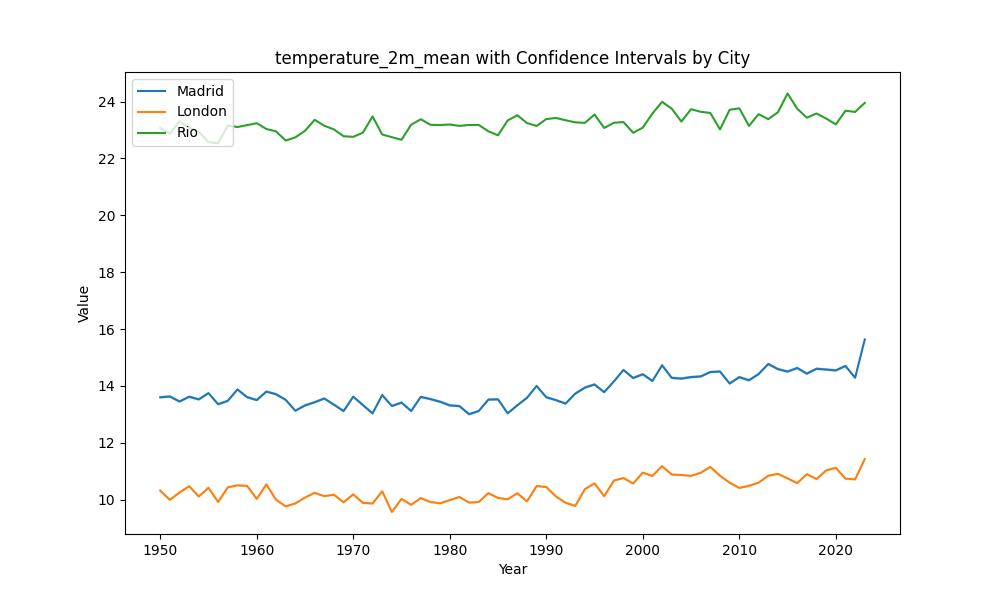 temperature_2m_mean with Confidence Intervals by City
Madrid
London
Rio
Value
24
22
20
18
16
14
12
10
1950 1960 1970 1980 1990 2000 2010 2020
Year